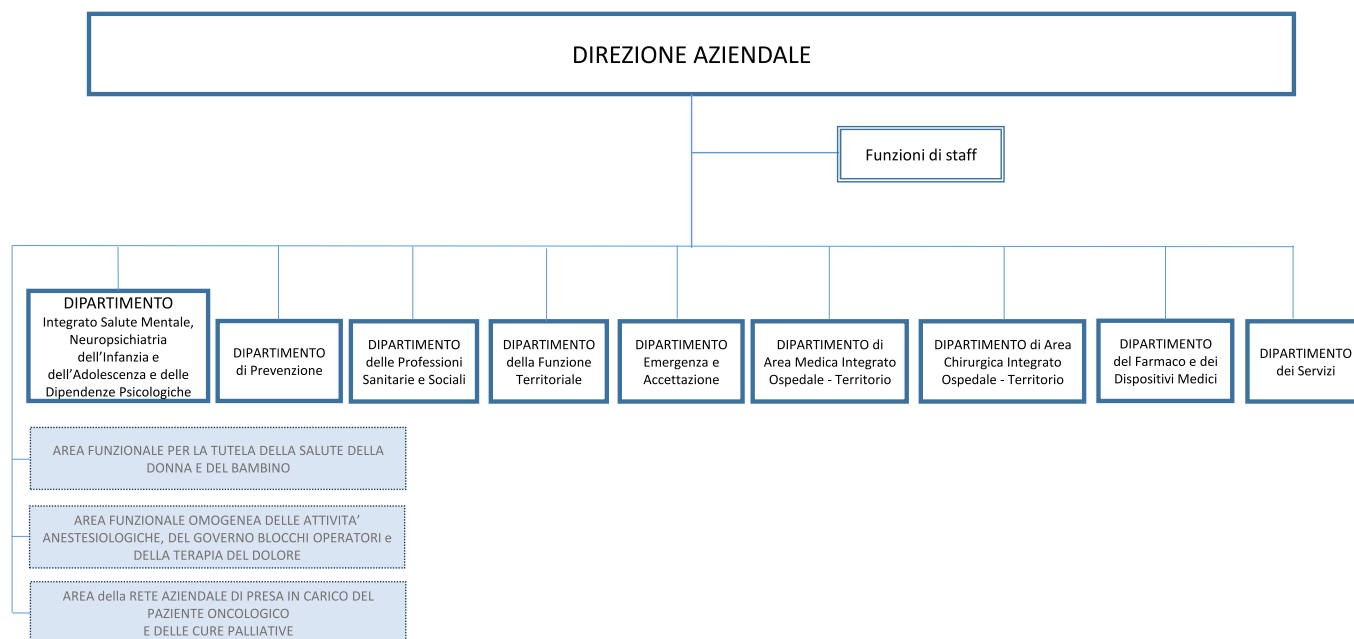 DIREZIONE AZIENDALE
Funzioni di staff
DIPARTIMENTO
Integrato Salute Mentale,
Neuropsichiatria
dell’Infanzia e
dell’Adolescenza e delle
Dipendenze Psicologiche
DIPARTIMENTO
di Prevenzione
DIPARTIMENTO
delle Professioni
Sanitarie e Sociali
DIPARTIMENTO
della Funzione
Territoriale
DIPARTIMENTO
Emergenza e
Accettazione
DIPARTIMENTO di
Area Medica Integrato
Ospedale - Territorio
DIPARTIMENTO di Area
Chirurgica Integrato
Ospedale - Territorio
DIPARTIMENTO
del Farmaco e dei
Dispositivi Medici
DIPARTIMENTO
dei Servizi
AREA FUNZIONALE PER LA TUTELA DELLA SALUTE DELLA
DONNA E DEL BAMBINO
AREA FUNZIONALE OMOGENEA DELLE ATTIVITA’
ANESTESIOLOGICHE, DEL GOVERNO BLOCCHI OPERATORI e
DELLA TERAPIA DEL DOLORE
AREA della RETE AZIENDALE DI PRESA IN CARICO DEL
PAZIENTE ONCOLOGICO
E DELLE CURE PALLIATIVE